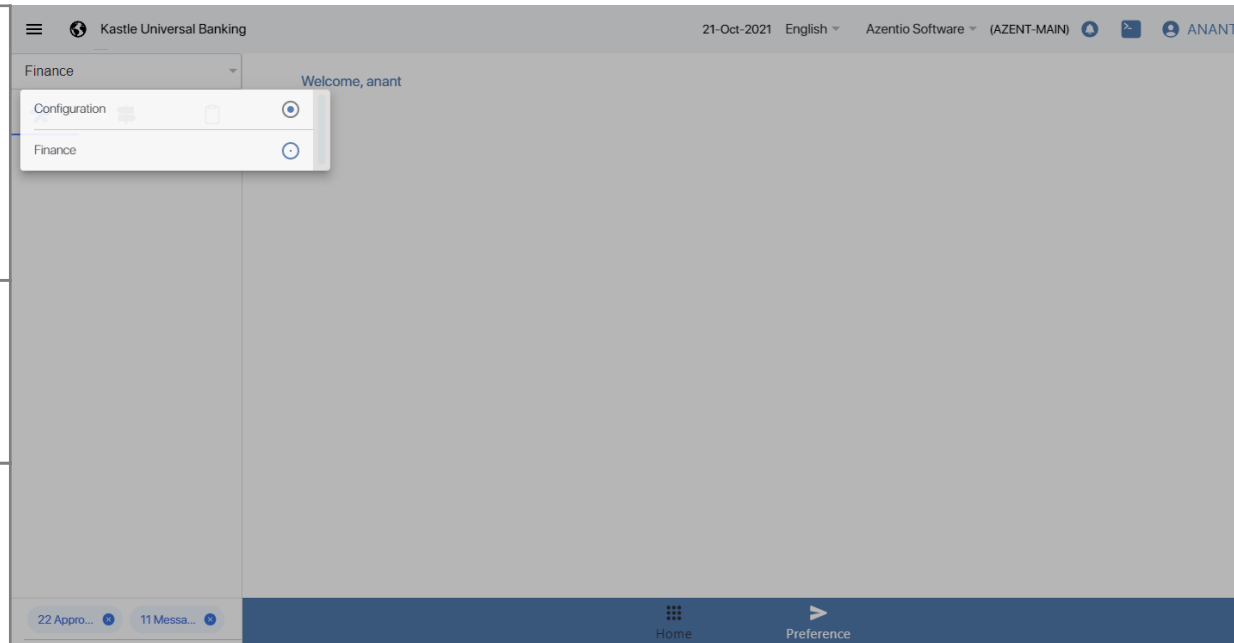 Kastle Universal Banking 21-Oct-2021 English Azentio Software (AZENT-MAIN) ANANT
Finance
Welcome, anant
Configuration
Finance
22 Appro... 11 Messa...
Home Preference